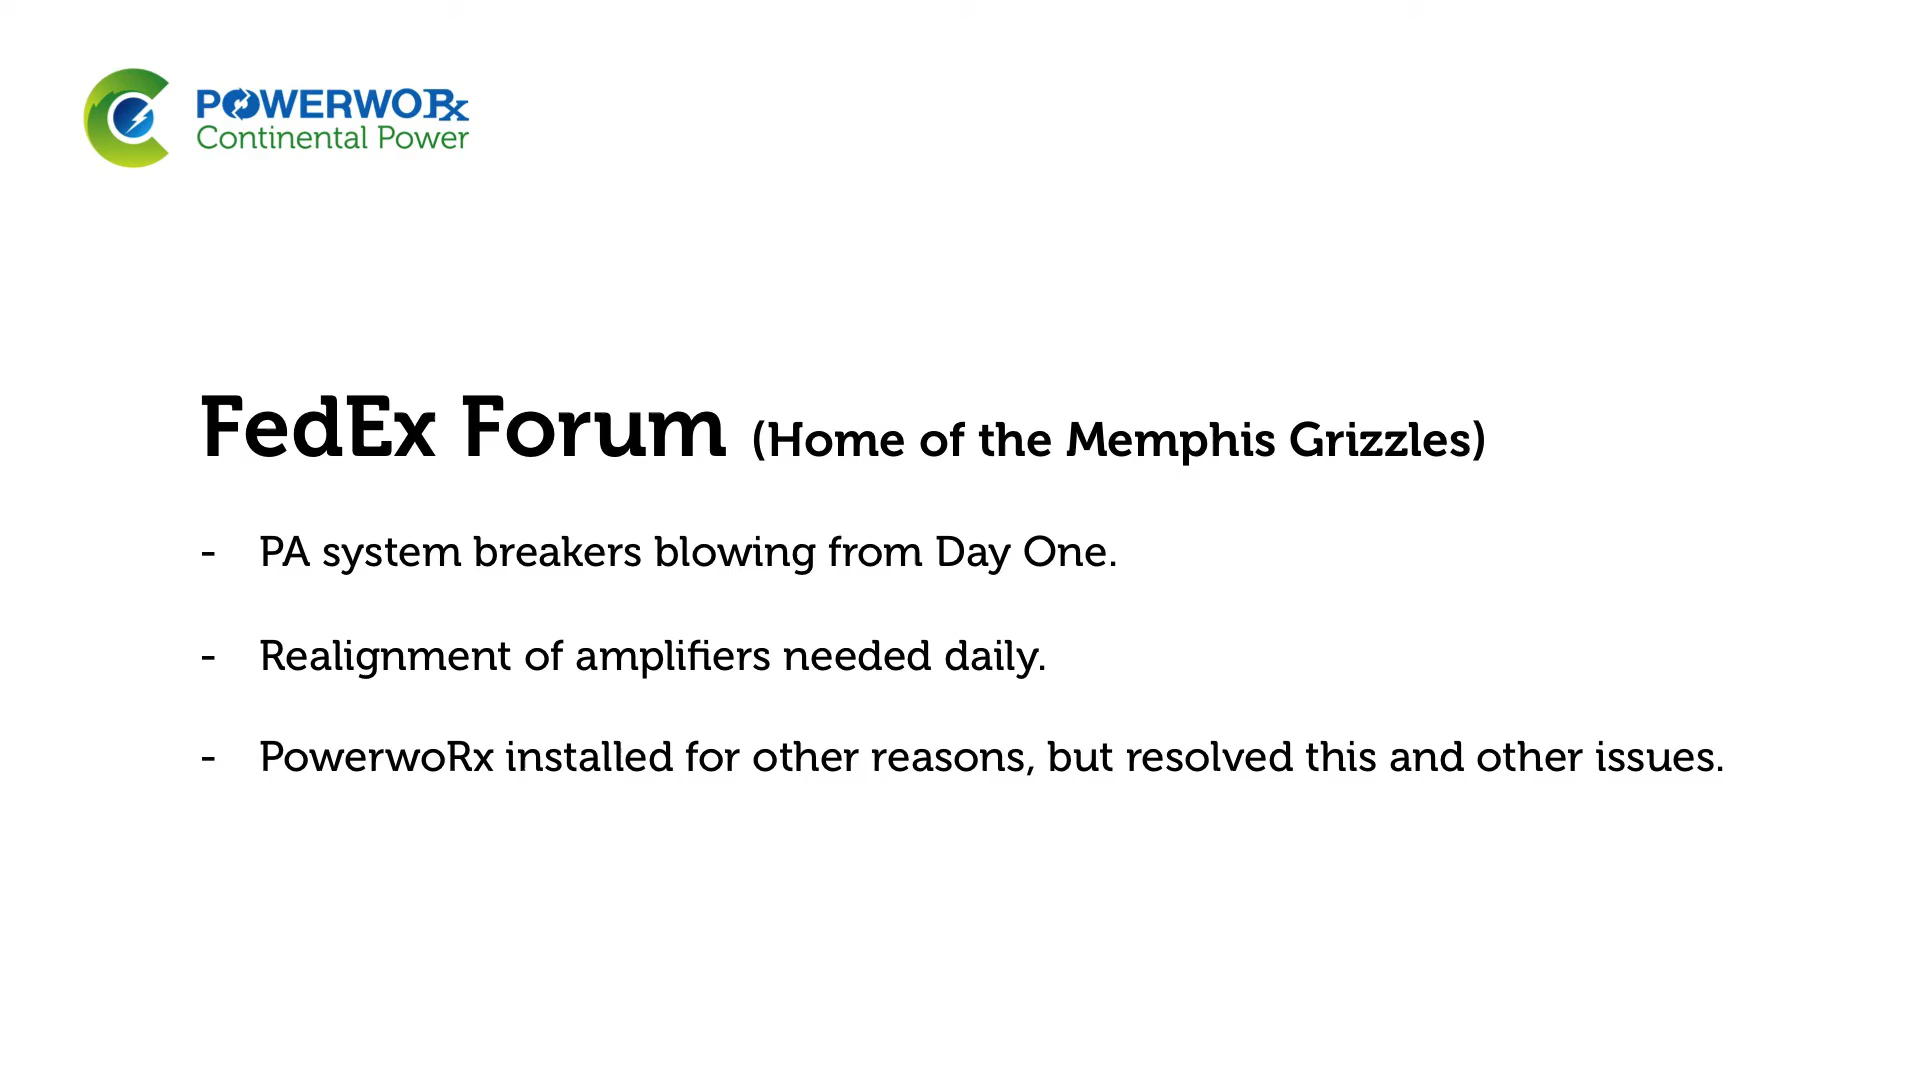 POWERWORx
Continental Power
FedEx Forum (Home of the Memphis Grizzles)
- PA system breakers blowing from Day One.
- Realignment of amplifiers needed daily.
- PowerwoRx installed for other reasons, but resolved this and other issues.